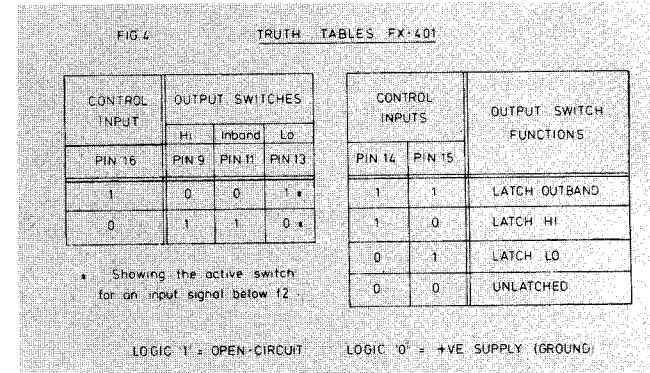 FIG 4
TRUTH TABLES FX-401
CONTROL INPUT
OUTPUT SWITCHES
Hi Inband Lo
PIN 16 PIN 9 PIN 11 PIN 13
1 0 0 1 *
0 1 1 0 *
* Showing the active switch
for an input signal below f2.
CONTROL INPUTS
OUTPUT SWITCH FUNCTIONS
PIN 14 PIN 15
1 1 LATCH OUTBAND
1 0 LATCH HI
0 1 LATCH LO
0 0 UNLATCHED
LOGIC '1' = OPEN-CIRCUIT LOGIC '0' = +VE SUPPLY (GROUND)